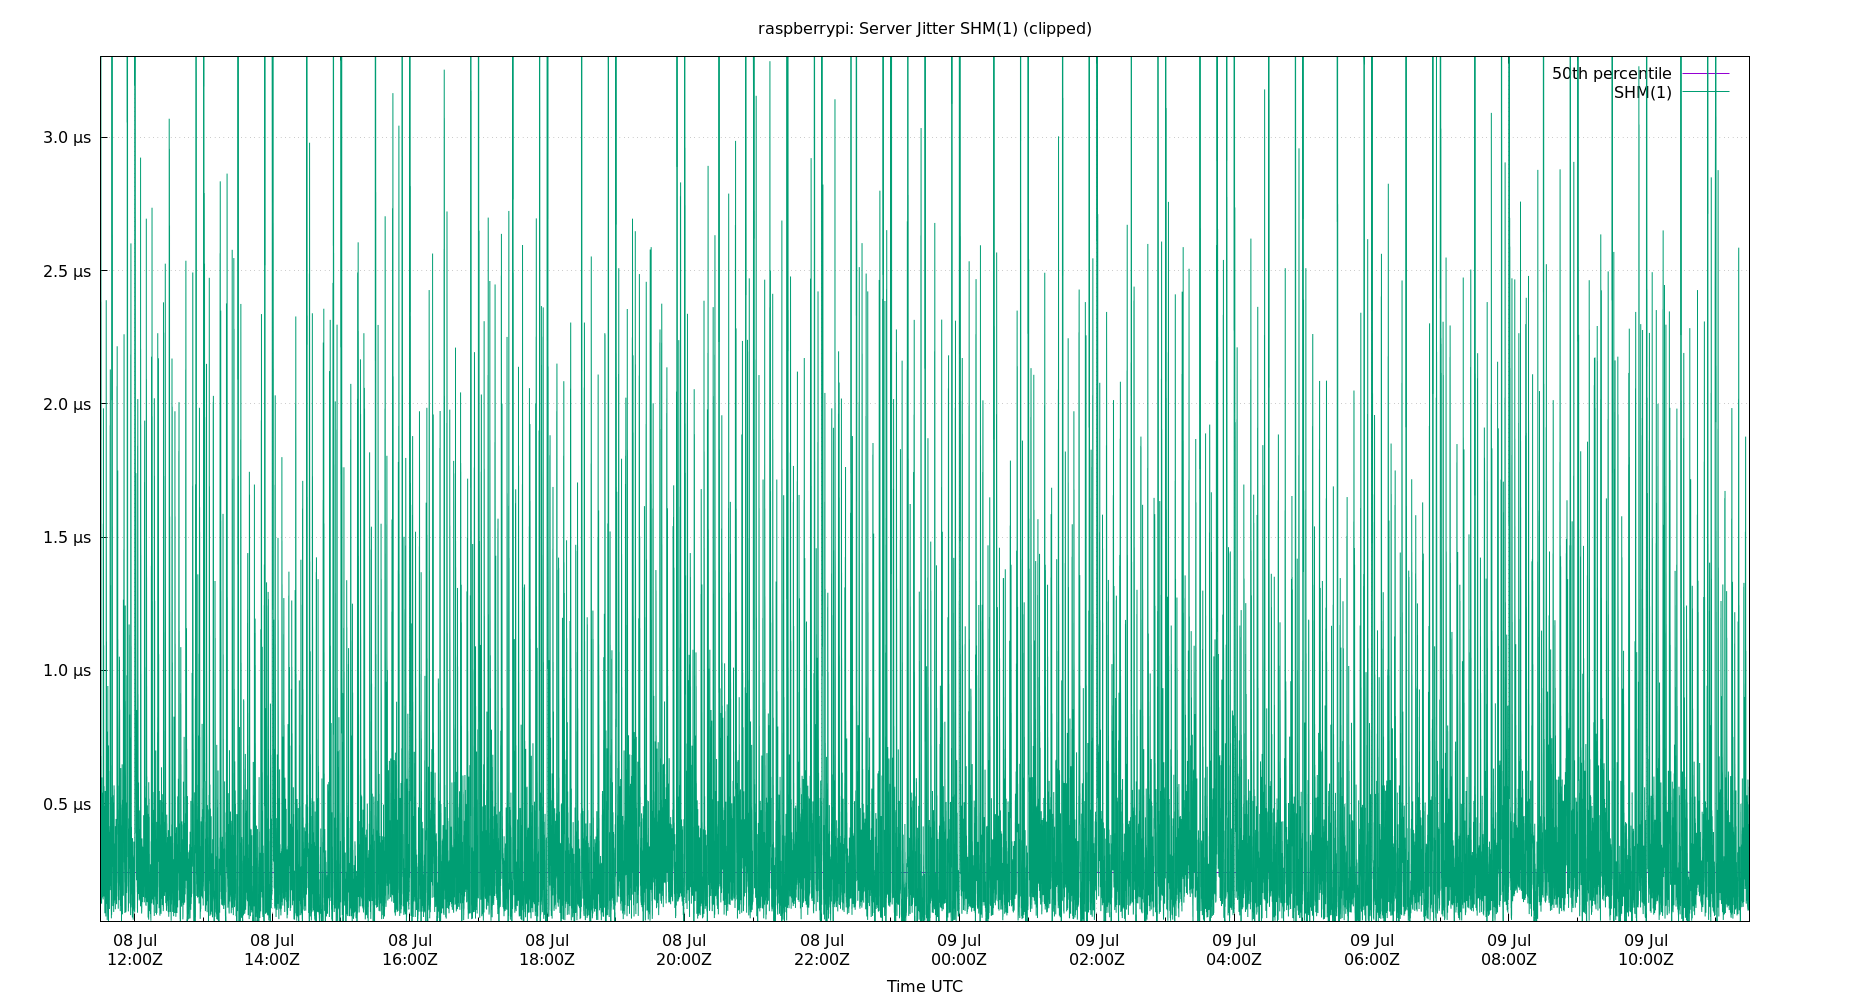 raspberrypi: Server Jitter SHM(1) (clipped)
50th percentile
SHM(1)
3.0 µs
2.5 µs
2.0 µs
1.5 µs
1.0 µs
0.5 µs
08 Jul 08 Jul 08 Jul 08 Jul 08 Jul 08 Jul 09 Jul 09 Jul 09 Jul 09 Jul 09 Jul 09 Jul
12:00Z 14:00Z 16:00Z 18:00Z 20:00Z 22:00Z 00:00Z 02:00Z 04:00Z 06:00Z 08:00Z 10:00Z
Time UTC